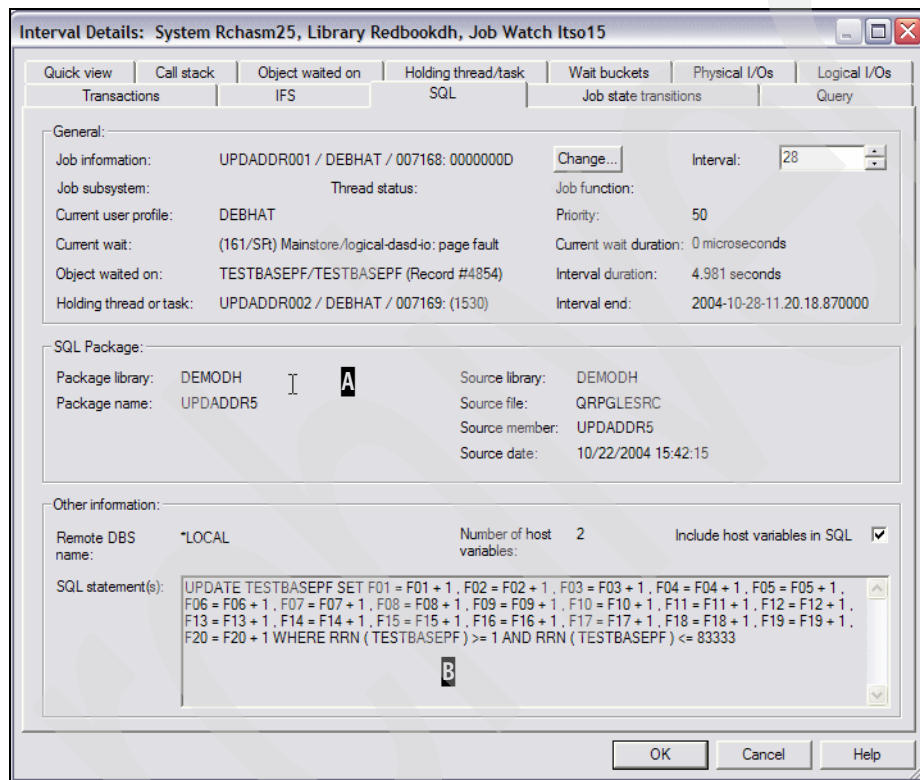 Interval Details: System Rchasm25, Library Redbookdh, Job Watch Itso15
Quick view Call stack Object waited on Holding thread/task Wait buckets Physical I/Os Logical I/Os
Transactions IFS SQL Job state transitions Query
General:
Job information: UPDADDR001 / DEBHAT / 007168: 0000000D Change... Interval: 28
Job subsystem: Thread status: Job function:
Current user profile: DEBHAT Priority: 50
Current wait: (161/SFt) Mainstore/logical-dasd-io: page fault Current wait duration: 0 microseconds
Object waited on: TESTBASEPF/TESTBASEPF (Record #4854) Interval duration: 4.981 seconds
Holding thread or task: UPDADDR002 / DEBHAT / 007169: (1530) Interval end: 2004-10-28-11.20.18.870000
SQL Package:
Package library: DEMODH A Source library: DEMODH
Package name: UPDADDR5 Source file: QRPGLESRC
Source member: UPDADDR5
Source date: 10/22/2004 15:42:15
Other information:
Remote DBS name: *LOCAL Number of host variables: 2 Include host variables in SQL
SQL statement(s): UPDATE TESTBASEPF SET F01 = F01 + 1 , F02 = F02 + 1 , F03 = F03 + 1 , F04 = F04 + 1 , F05 = F05 + 1 ,
F06 = F06 + 1 , F07 = F07 + 1 , F08 = F08 + 1 , F09 = F09 + 1 , F10 = F10 + 1 , F11 = F11 + 1 , F12 = F12 + 1 ,
F13 = F13 + 1 , F14 = F14 + 1 , F15 = F15 + 1 , F16 = F16 + 1 , F17 = F17 + 1 , F18 = F18 + 1 , F19 = F19 + 1 ,
F20 = F20 + 1 WHERE RRN ( TESTBASEPF ) >= 1 AND RRN ( TESTBASEPF ) <= 83333
B
OK Cancel Help